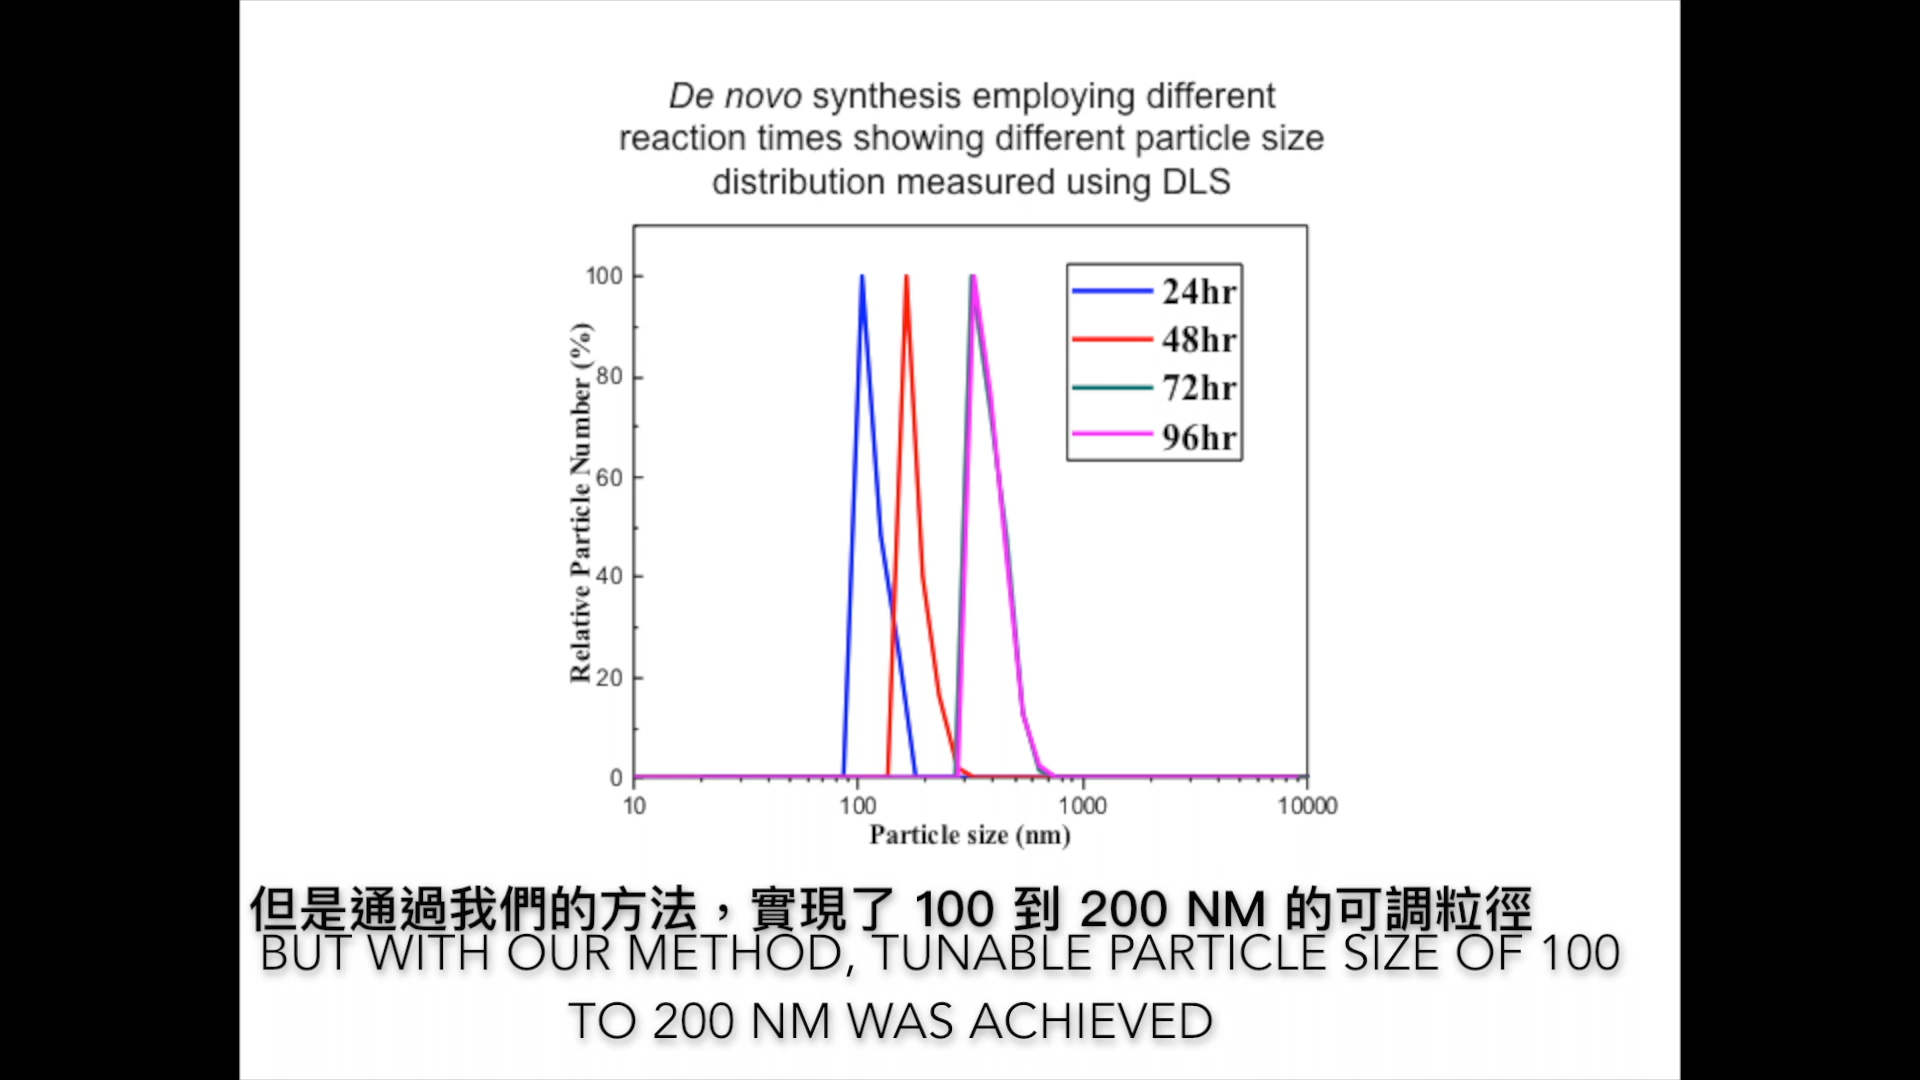 De novo synthesis employing different
reaction times showing different particle size
distribution measured using DLS
Relative Particle Number (%)
100
80
60
40
20
0
24hr
48hr
72hr
96hr
10
100
1000
10000
Particle size (nm)
但是通過我們的方法，實現了 100 到 200 NM 的可調粒徑
BUT WITH OUR METHOD, TUNABLE PARTICLE SIZE OF 100
TO 200 NM WAS ACHIEVED